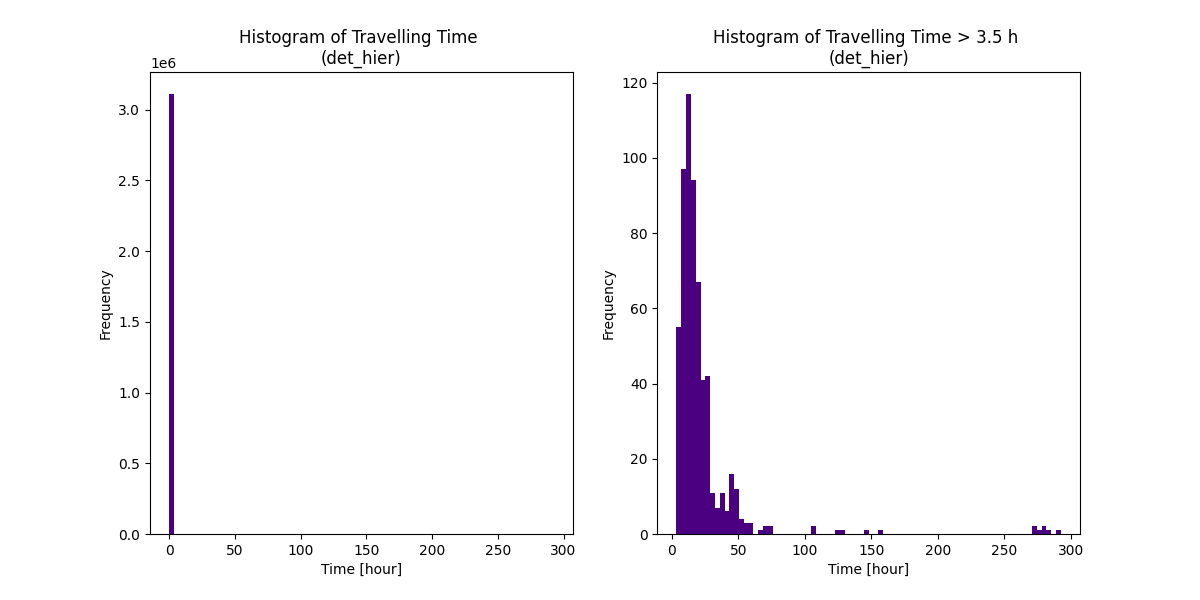 Histogram of Travelling Time
(det_hier)
1e6
3.0
2.5
2.0
1.5
1.0
0.5
0.0
Frequency
0 50 100 150 200 250 300
Time [hour]
Histogram of Travelling Time > 3.5 h
(det_hier)
120
100
80
60
40
20
0
Frequency
0 50 100 150 200 250 300
Time [hour]